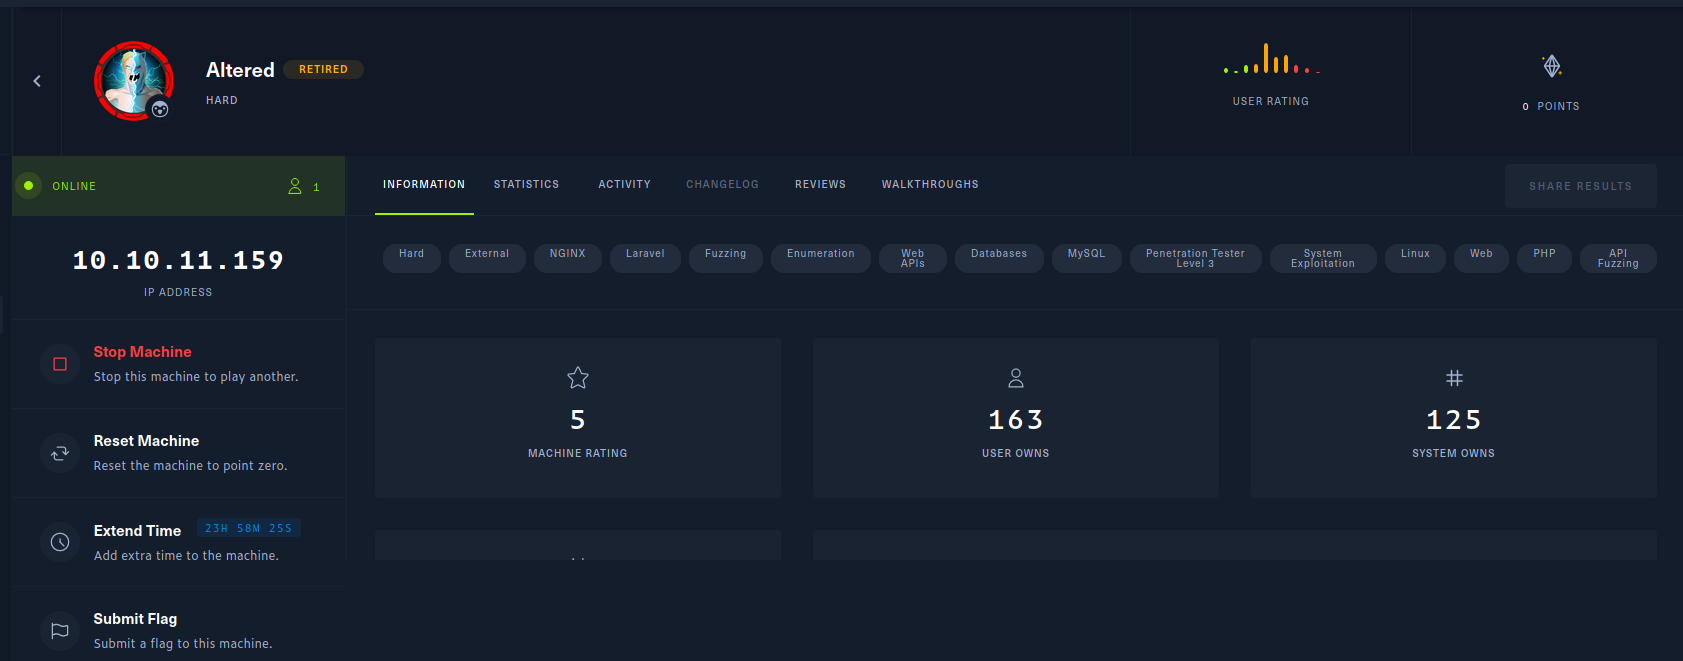 Altered RETIRED
HARD
USER RATING
0 POINTS
ONLINE
1
10.10.11.159
IP ADDRESS
Stop Machine
Stop this machine to play another.
Reset Machine
Reset the machine to point zero.
Extend Time 23H 58M 25S
Add extra time to the machine.
Submit Flag
Submit a flag to this machine.
INFORMATION STATISTICS ACTIVITY CHANGELOG REVIEWS WALKTHROUGHS
SHARE RESULTS
Hard External NGINX Laravel Fuzzing Enumeration Web APIs Databases MySQL Penetration Tester Level 3 System Exploitation Linux Web PHP API Fuzzing
5
MACHINE RATING
163
USER OWNS
125
SYSTEM OWNS